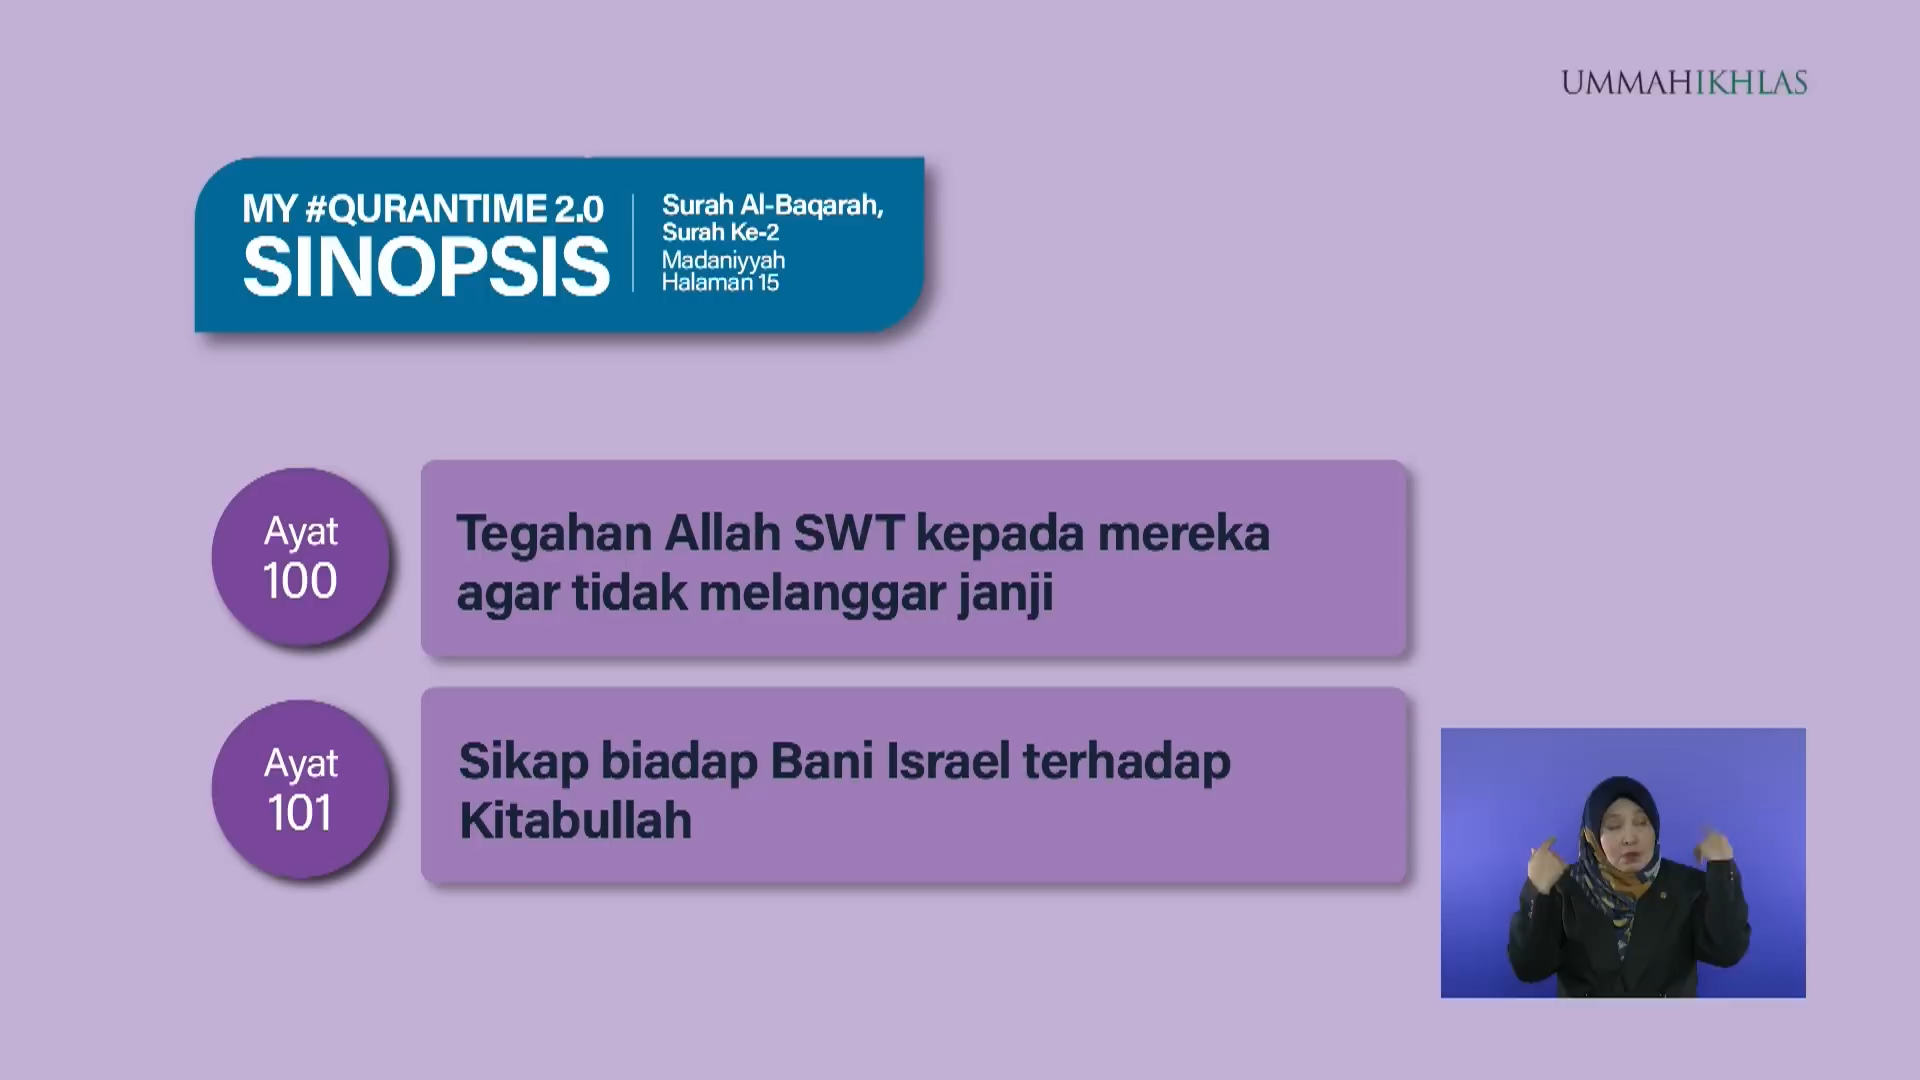 UMMAHIKHLAS
MY #QURANTIME 2.0
SINOPSIS
Surah Al-Baqarah,
Surah Ke-2
Madaniyyah
Halaman 15
Ayat
100
Tegahan Allah SWT kepada mereka
agar tidak melanggar janji
Ayat
101
Sikap biadap Bani Israel terhadap
Kitabullah